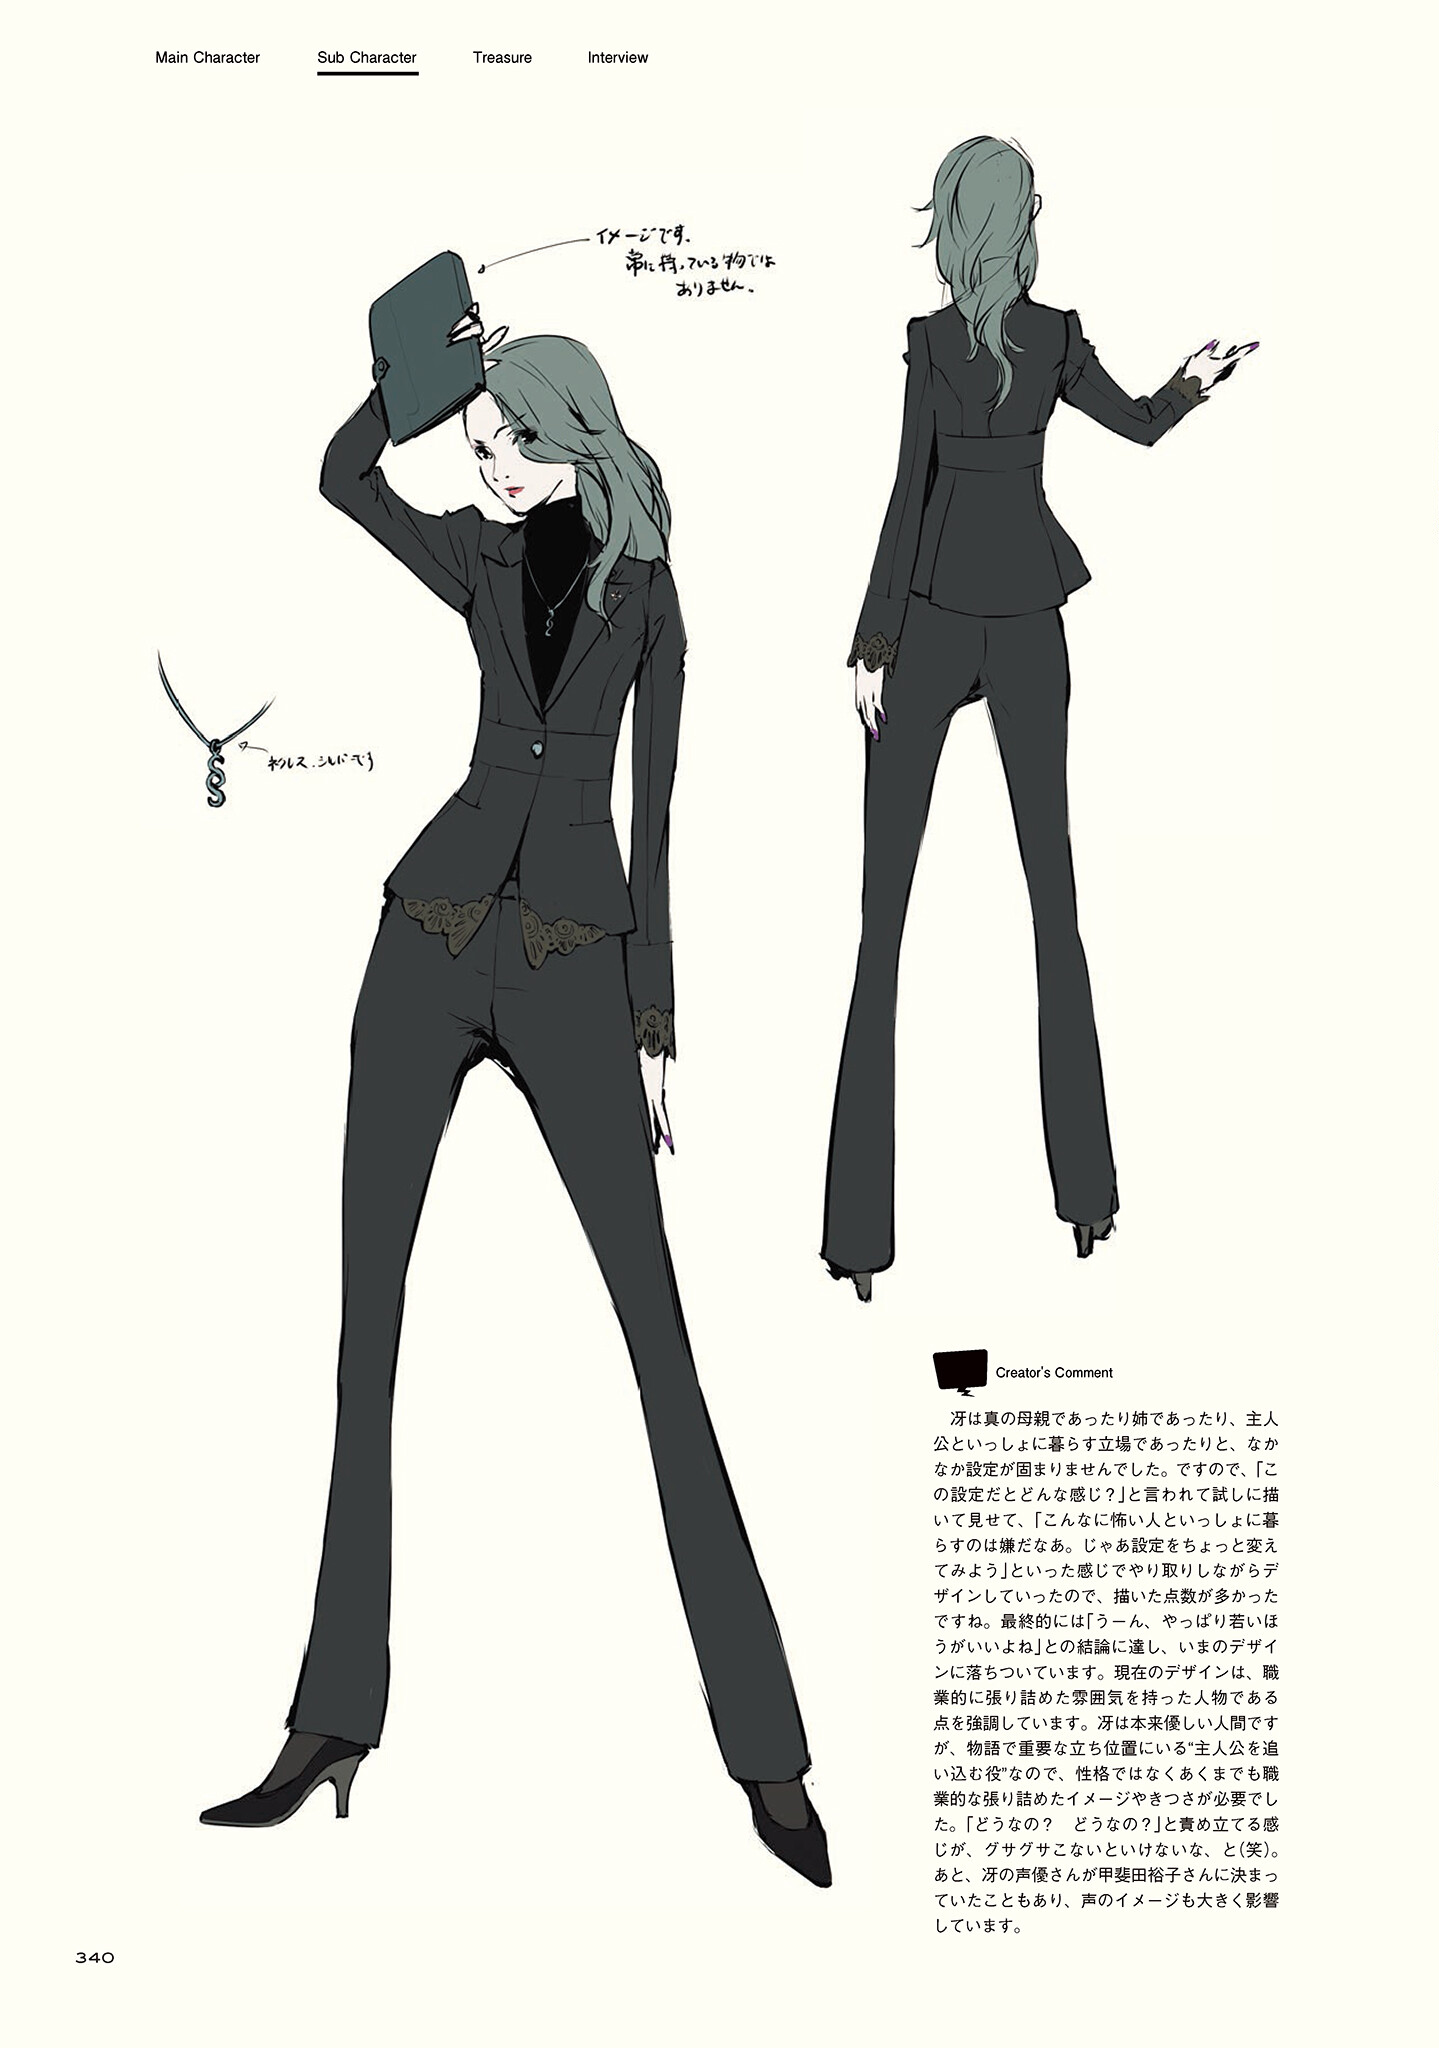 Main Character
Sub Character
Treasure
Interview
イメージです。
常に持っている物では
ありません。
ネックレス.シルバーです
Creator's Comment
冴は真の母親であったり姉であったり、主人
公といっしょに暮らす立場であったりと、なか
なか設定が固まりませんでした。ですので、「こ
の設定だとどんな感じ？」と言われて試しに描
いて見せて、「こんなに怖い人といっしょに暮
らすのは嫌だなあ。じゃあ設定をちょっと変え
てみよう」といった感じでやり取りしながらデ
ザインしていったので、描いた点数が多かった
ですね。最終的には「うーん、やっぱり若いほ
うがいいよね」との結論に達し、いまのデザイ
ンに落ちついています。現在のデザインは、職
業的に張り詰めた雰囲気を持った人物である
点を強調しています。冴は本来優しい人間です
が、物語で重要な立ち位置にいる“主人公を追
い込む役”なので、性格ではなくあくまでも職
業的な張り詰めたイメージやきつさが必要でし
た。「どうなの？　どうなの？」と責め立てる感
じが、グサグサこないといけないな、と(笑)。
あと、冴の声優さんが甲斐田裕子さんに決まっ
ていたこともあり、声のイメージも大きく影響
しています。
340